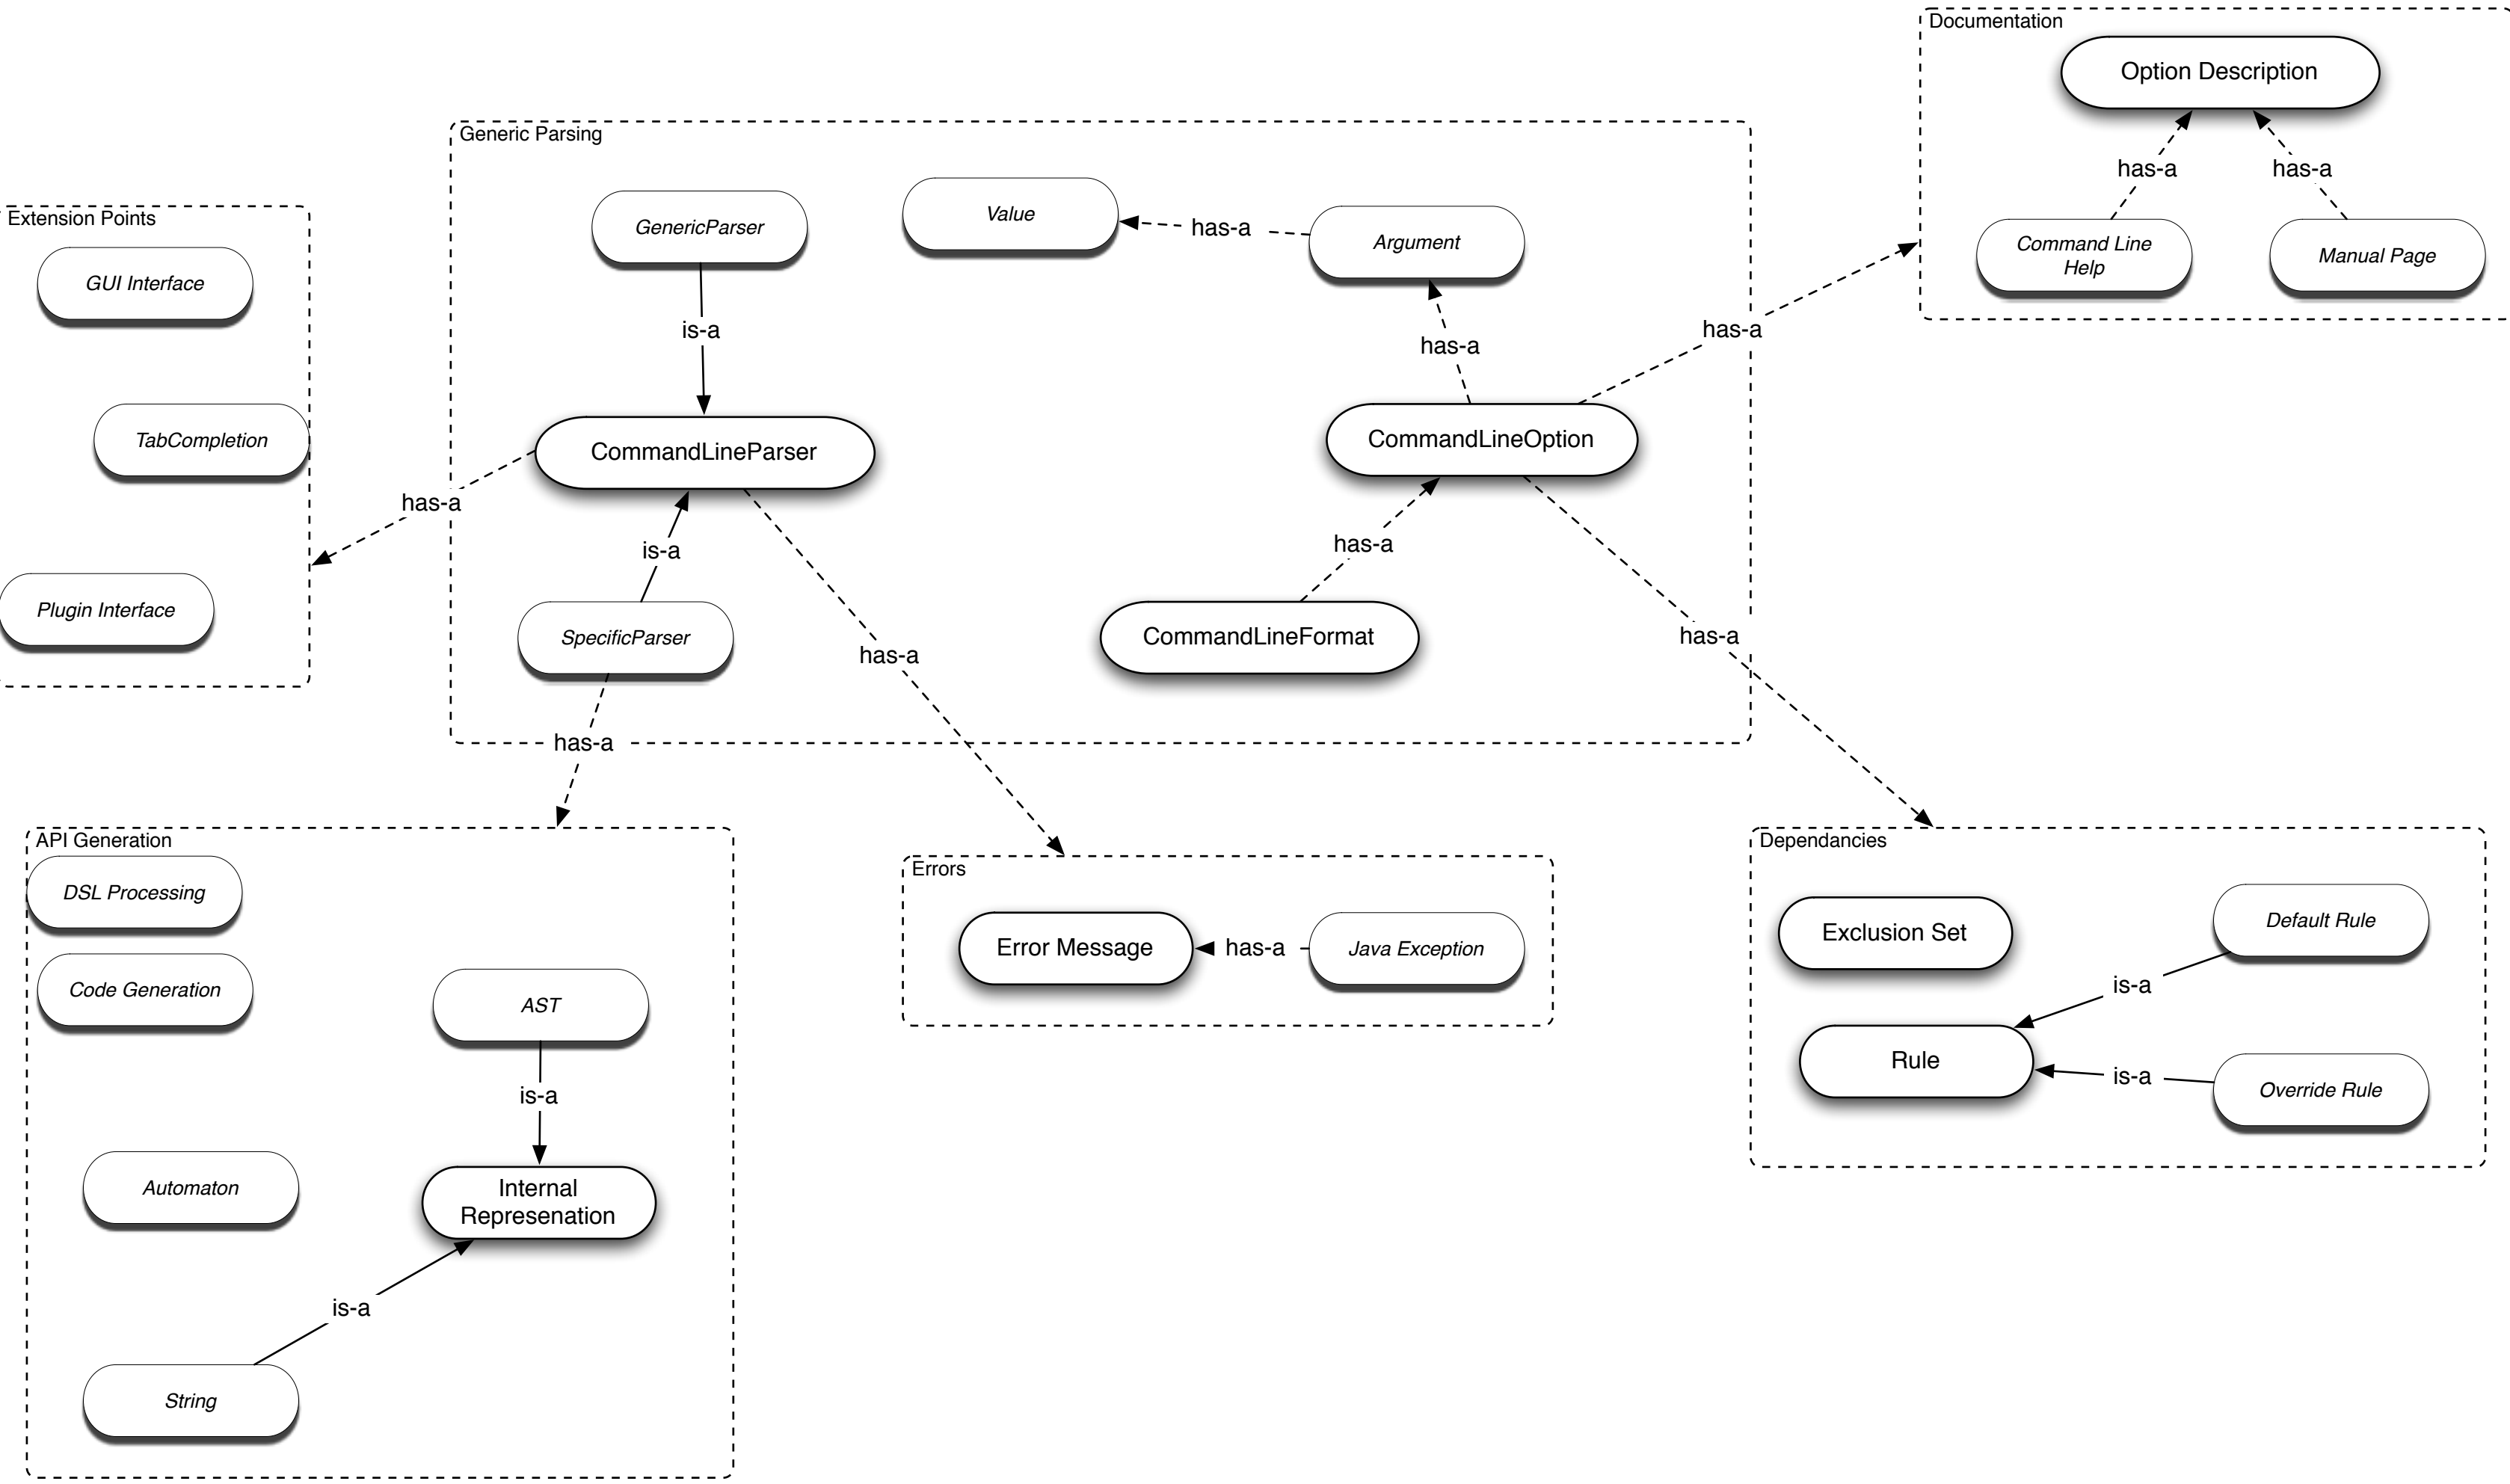 Documentation
Option Description
has-a
has-a
Command Line
Help
Manual Page
Generic Parsing
GenericParser
Value
has-a
Argument
is-a
has-a
has-a
CommandLineParser
CommandLineOption
has-a
is-a
has-a
SpecificParser
has-a
CommandLineFormat
has-a
has-a
Extension Points
GUI Interface
TabCompletion
Plugin Interface
API Generation
DSL Processing
Code Generation
AST
is-a
Automaton
Internal
Represenation
is-a
String
Errors
Error Message
has-a
Java Exception
Dependancies
Exclusion Set
Default Rule
is-a
Rule
is-a
Override Rule